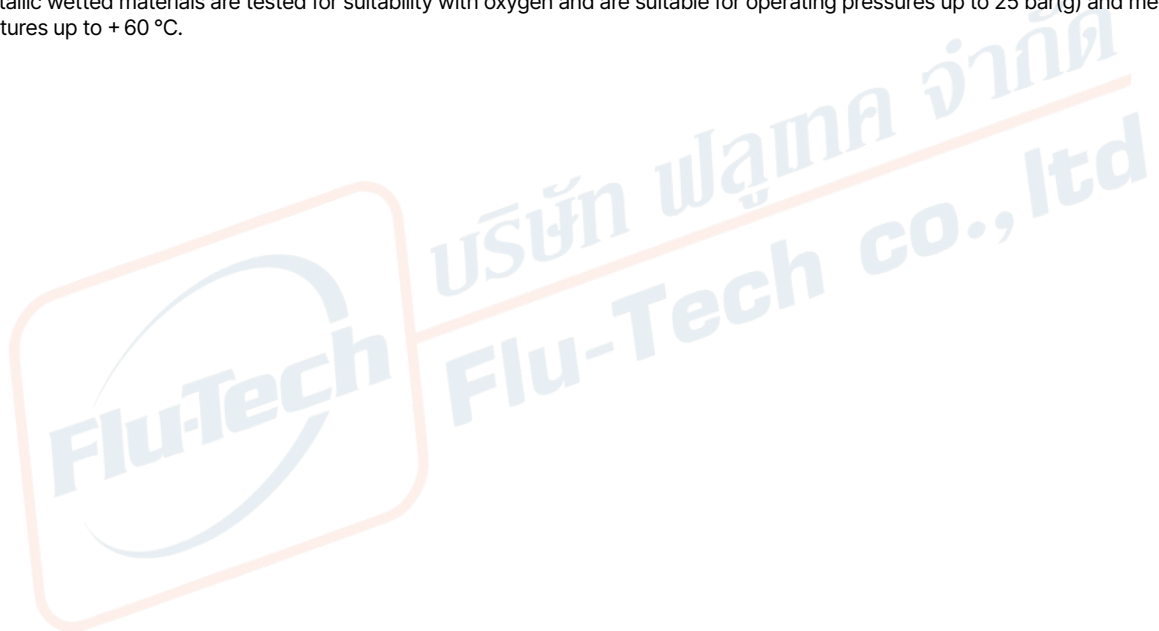 tallic wetted materials are tested for suitability with oxygen and are suitable for operating pressures up to 25 bar(g) and me
tures up to + 60 °C.
บริษัท ฟลูเทค จำกัด
Flu-Tech co., ltd
Flu-Tech